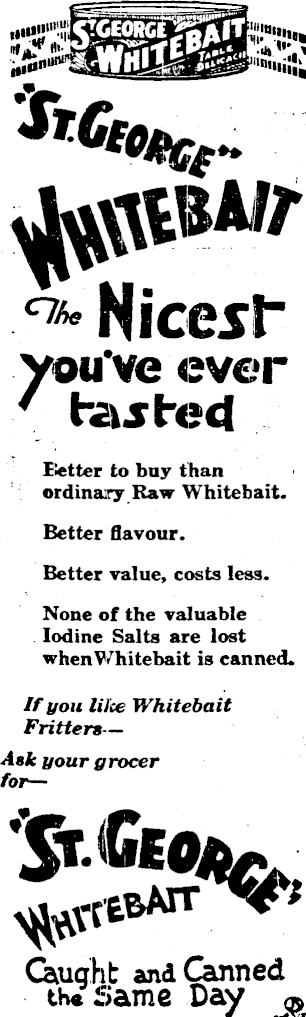 ST. GEORGE WHITEBAIT
TABLE DELICACIES
"ST. GEORGE"
WHITEBAIT
The Nicest
you've ever
tasted
Better to buy than
ordinary Raw Whitebait.
Better flavour.
Better value, costs less.
None of the valuable
Iodine Salts are lost
when Whitebait is canned.
If you like Whitebait
Fritters—
Ask your grocer
for—
"ST. GEORGE"
WHITEBAIT
Caught and Canned
the Same Day